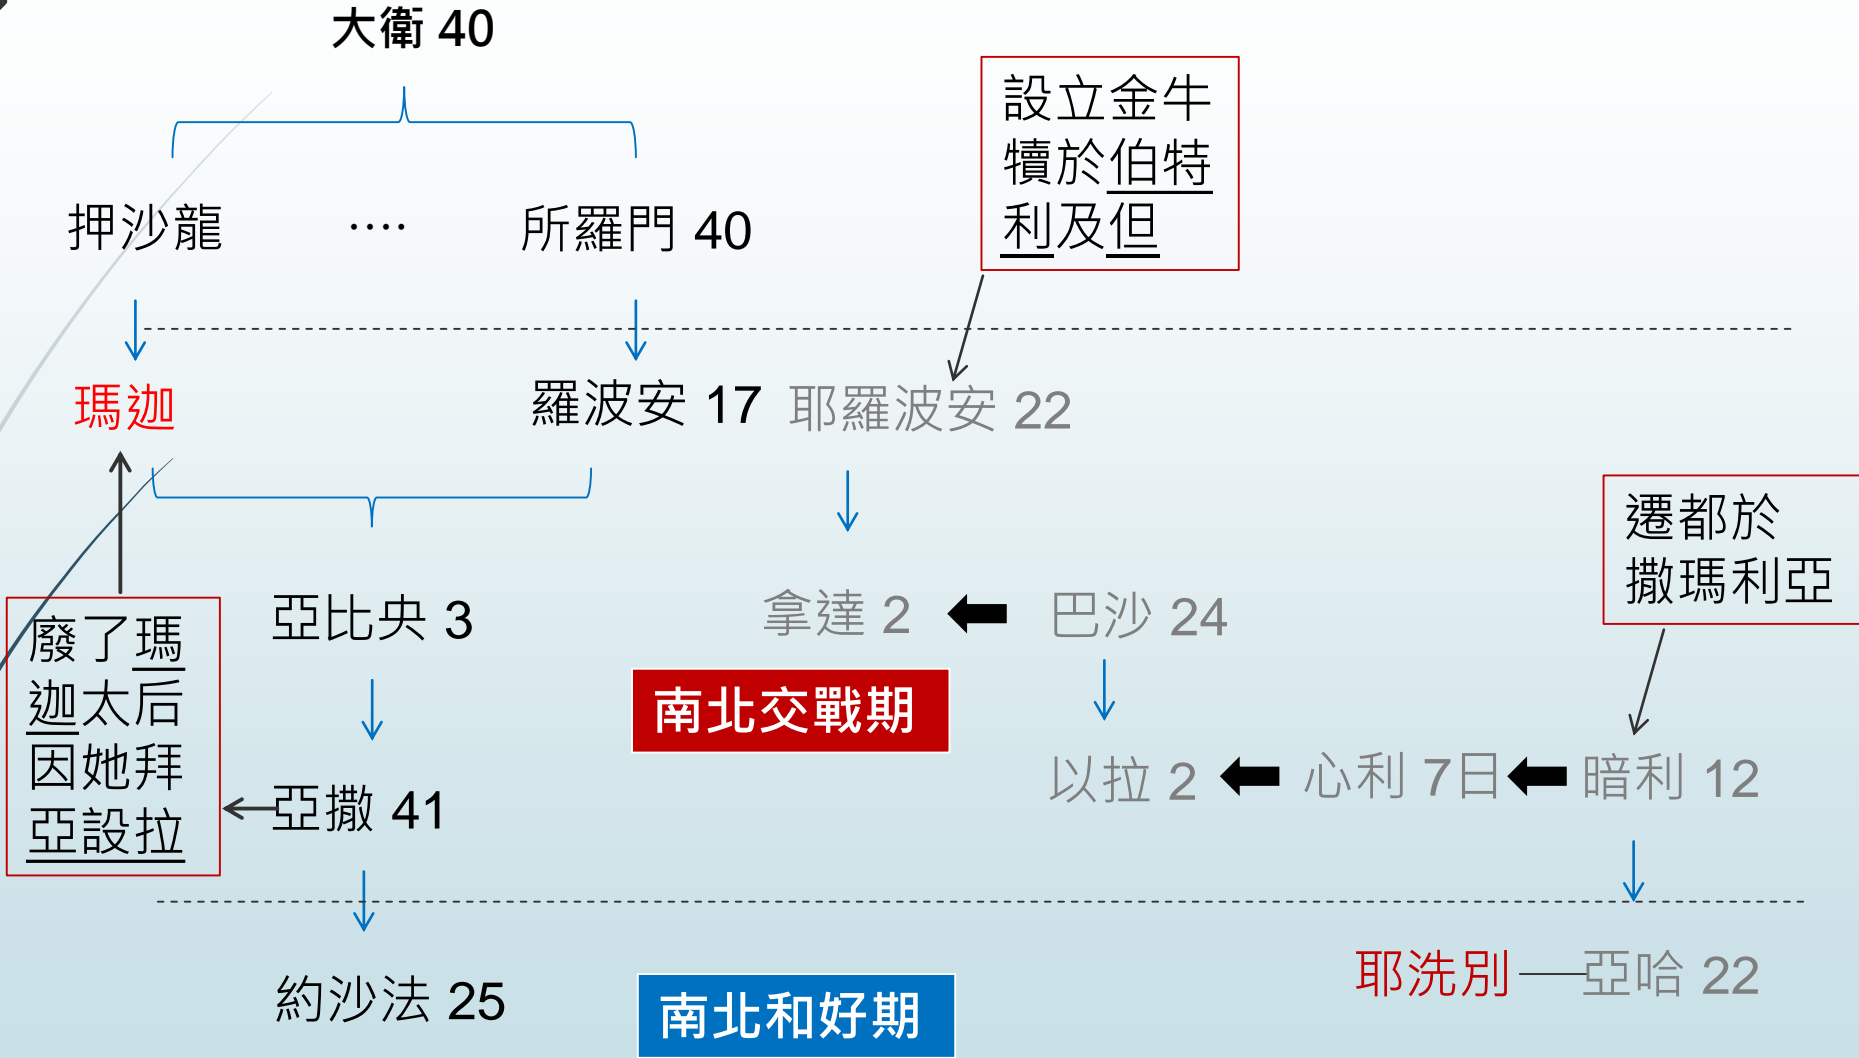 大衛 40
設立金牛
犢於伯特
利及但
押沙龍 .... 所羅門 40
瑪迦 羅波安 17 耶羅波安 22
遷都於
撒瑪利亞
亞比央 3 拿達 2 巴沙 24
廢了瑪
迦太后
因她拜
亞設拉
南北交戰期
亞撒 41 以拉 2 心利 7日 暗利 12
約沙法 25 耶洗別 亞哈 22
南北和好期